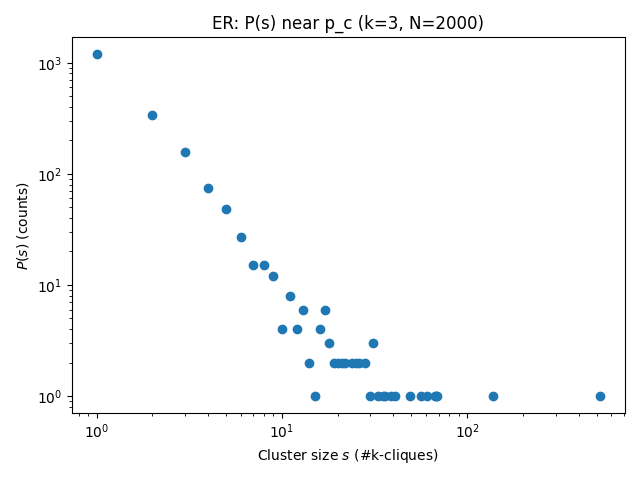 ER: P(s) near p_c (k=3, N=2000)
P(s) (counts)
10³
10²
10¹
10⁰
10⁰ 10¹ 10²
Cluster size s (#k-cliques)